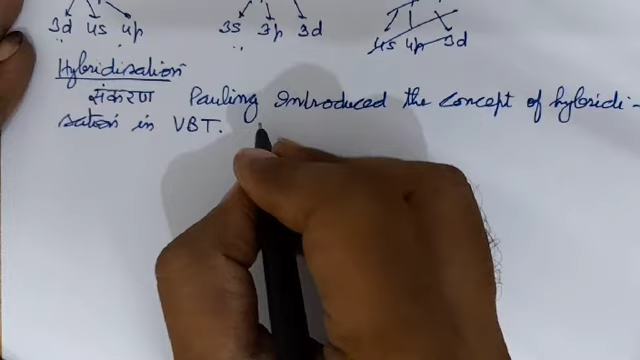 3d 4s 4p 3s 3p 3d 4s 4p 3d
Hybridisation
संकरण Pauling Introduced the concept of hybridi-
sation in VBT.